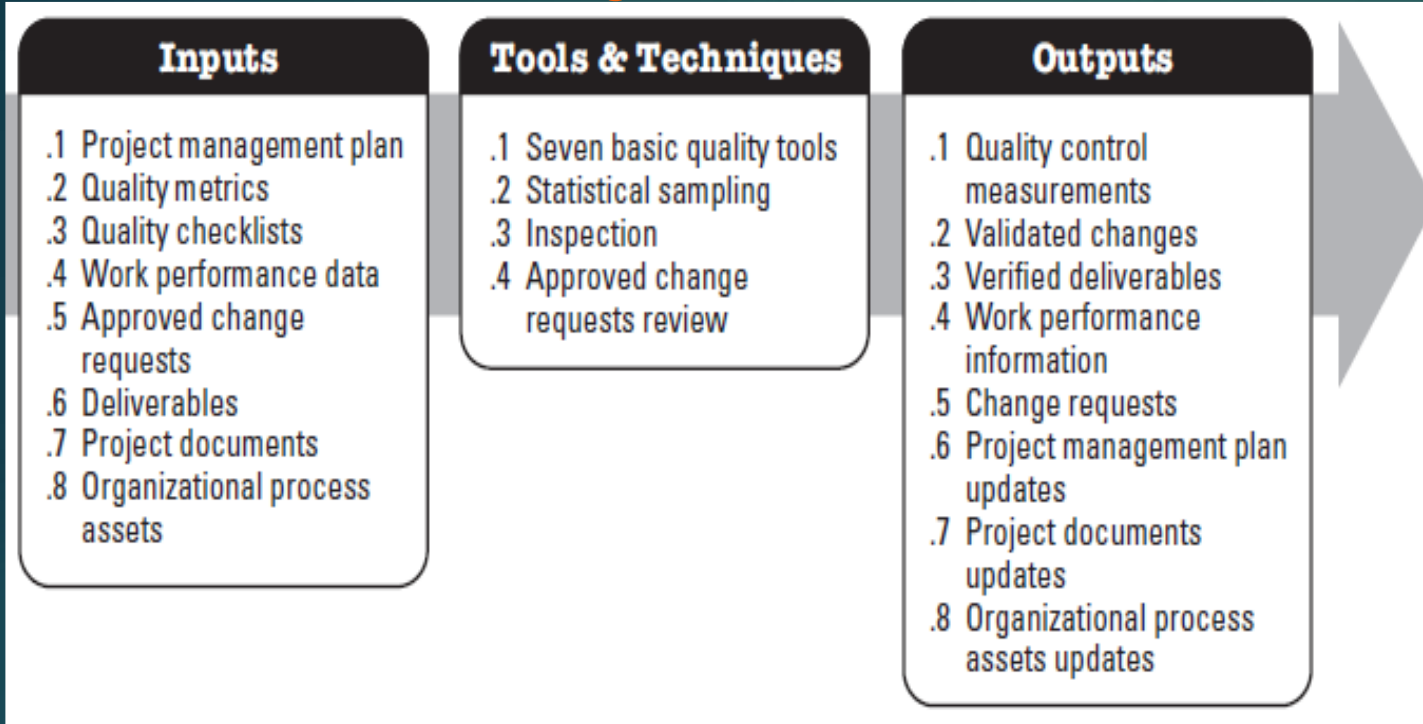 Inputs
.1 Project management plan
.2 Quality metrics
.3 Quality checklists
.4 Work performance data
.5 Approved change
requests
.6 Deliverables
.7 Project documents
.8 Organizational process
assets
Tools & Techniques
.1 Seven basic quality tools
.2 Statistical sampling
.3 Inspection
.4 Approved change
requests review
Outputs
.1 Quality control
measurements
.2 Validated changes
.3 Verified deliverables
.4 Work performance
information
.5 Change requests
.6 Project management plan
updates
.7 Project documents
updates
.8 Organizational process
assets updates